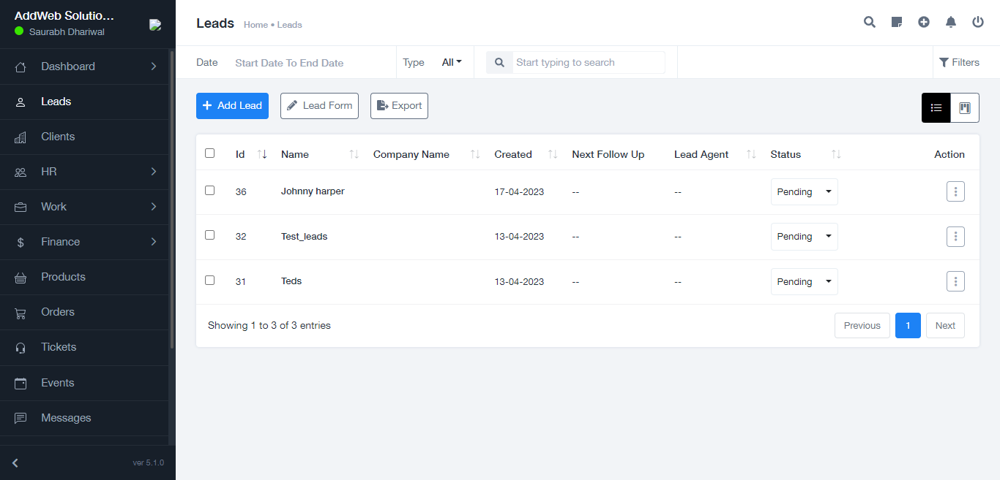 AddWeb Solutio...
Saurabh Dhariwal
Dashboard
Leads
Clients
HR
Work
Finance
Products
Orders
Tickets
Events
Messages
ver 5.1.0
Leads Home • Leads
Date Start Date To End Date Type All Start typing to search Filters
Add Lead Lead Form Export
Id Name Company Name Created Next Follow Up Lead Agent Status Action
36 Johnny harper 17-04-2023 -- -- Pending
32 Test_leads 13-04-2023 -- -- Pending
31 Teds 13-04-2023 -- -- Pending
Showing 1 to 3 of 3 entries Previous 1 Next